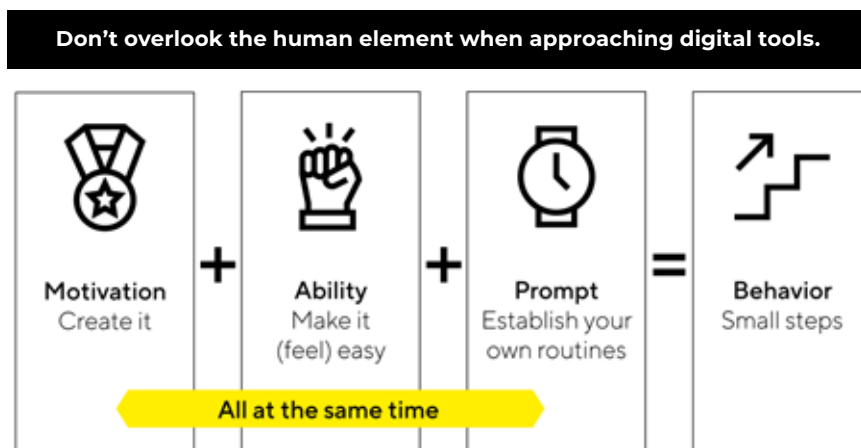 Don’t overlook the human element when approaching digital tools.
Motivation
Create it
+
Ability
Make it
(feel) easy
+
Prompt
Establish your
own routines
=
Behavior
Small steps
All at the same time